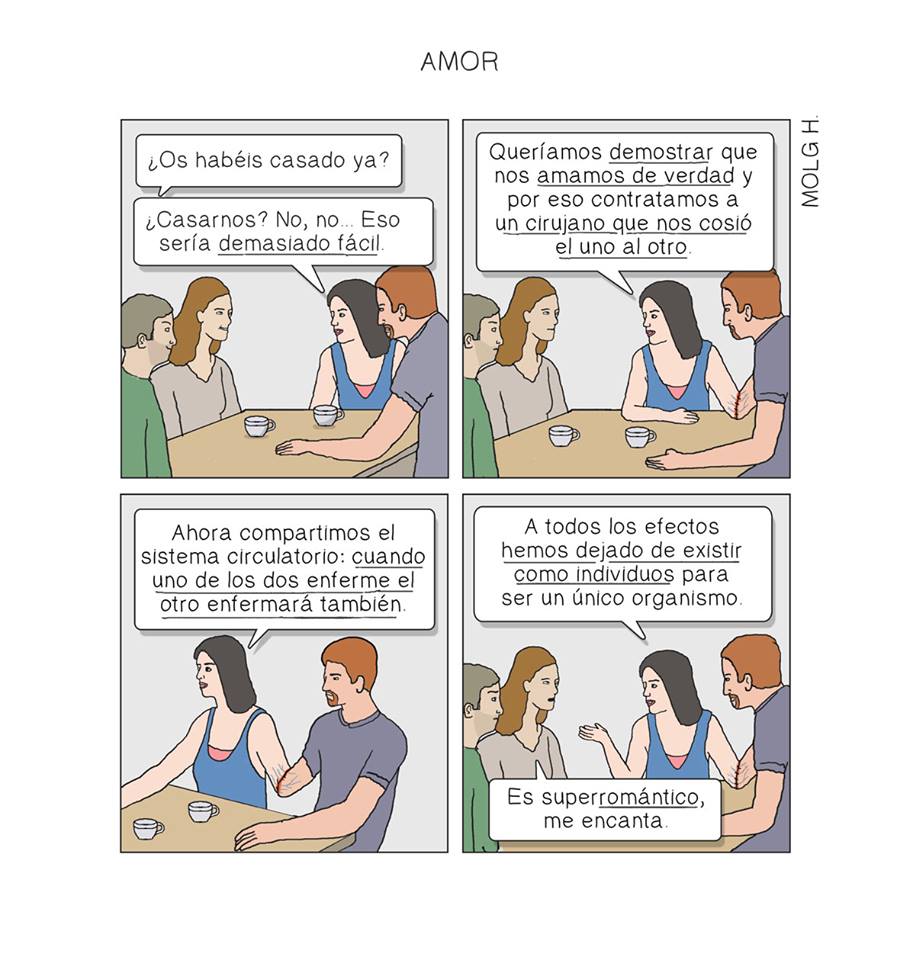 AMOR
MOLG H.
¿Os habéis casado ya?
¿Casarnos? No, no... Eso
sería demasiado fácil.
Queríamos demostrar que
nos amamos de verdad y
por eso contratamos a
un cirujano que nos cosió
el uno al otro.
Ahora compartimos el
sistema circulatorio: cuando
uno de los dos enferme el
otro enfermará también.
A todos los efectos
hemos dejado de existir
como individuos para
ser un único organismo.
Es superromántico,
me encanta.